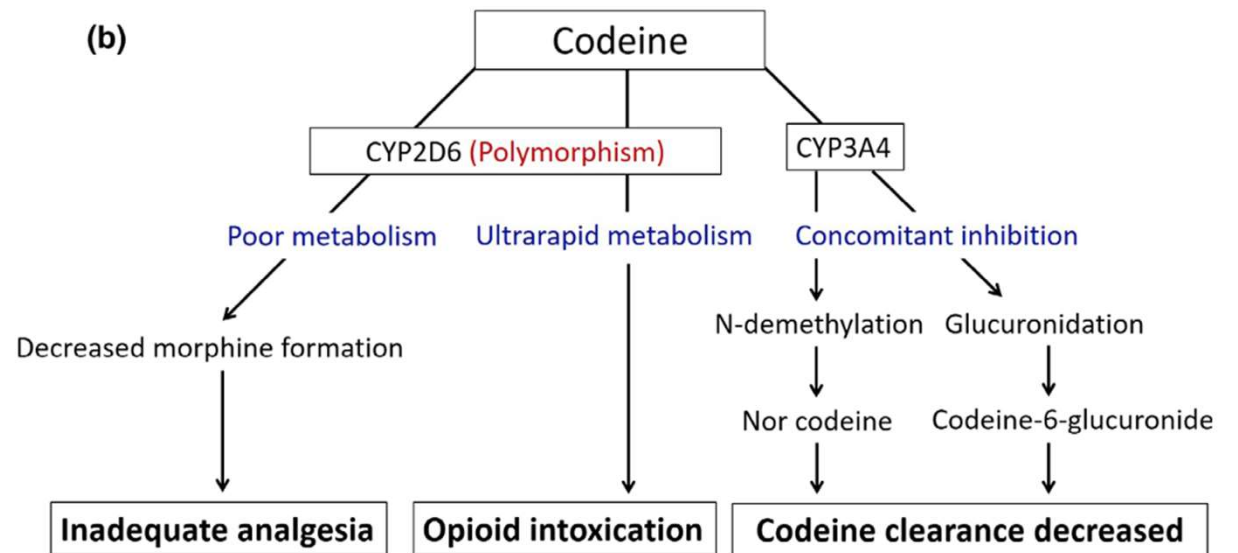 (b)
Codeine
CYP2D6 (Polymorphism)
CYP3A4
Poor metabolism
Ultrarapid metabolism
Concomitant inhibition
Decreased morphine formation
N-demethylation
Glucuronidation
Nor codeine
Codeine-6-glucuronide
Inadequate analgesia
Opioid intoxication
Codeine clearance decreased